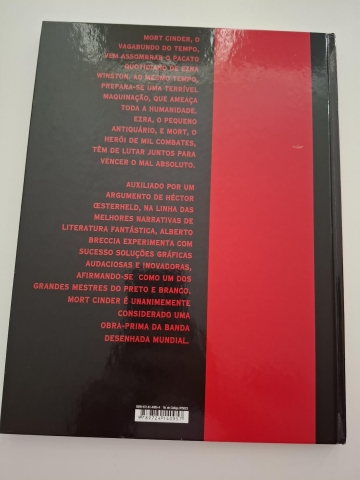 MORT CINDER, O
VAGABUNDO DO TEMPO,
VEM ASSOMBRAR O PACATO
QUOTIDIANO DE EZRA
WINSTON. AO MESMO TEMPO,
PREPARA-SE UMA TERRÍVEL
MAQUINAÇÃO, QUE AMEAÇA
TODA A HUMANIDADE.
EZRA, O PEQUENO
ANTIQUÁRIO, E MORT, O
HERÓI DE MIL COMBATES,
TÊM DE LUTAR JUNTOS PARA
VENCER O MAL ABSOLUTO.
AUXILIADO POR UM
ARGUMENTO DE HÉCTOR
ŒSTERHELD, NA LINHA DAS
MELHORES NARRATIVAS DE
LITERATURA FANTÁSTICA, ALBERTO
BRECCIA EXPERIMENTA COM
SUCESSO SOLUÇÕES GRÁFICAS
AUDACIOSAS E INOVADORAS,
AFIRMANDO-SE COMO UM DOS
GRANDES MESTRES DO PRETO E BRANCO.
MORT CINDER É UNANIMEMENTE
CONSIDERADO UMA
OBRA-PRIMA DA BANDA
DESENHADA MUNDIAL.